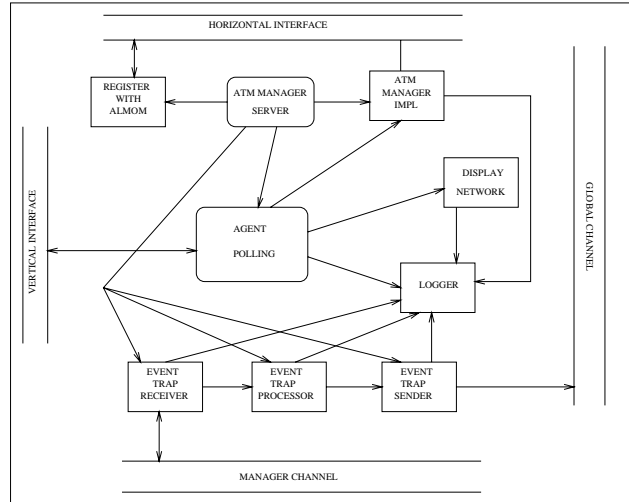 HORIZONTAL INTERFACE
REGISTER
WITH
ALMOM
ATM MANAGER
SERVER
ATM
MANAGER
IMPL
DISPLAY
NETWORK
VERTICAL INTERFACE
AGENT
POLLING
GLOBAL CHANNEL
LOGGER
EVENT
TRAP
RECEIVER
EVENT
TRAP
PROCESSOR
EVENT
TRAP
SENDER
MANAGER CHANNEL